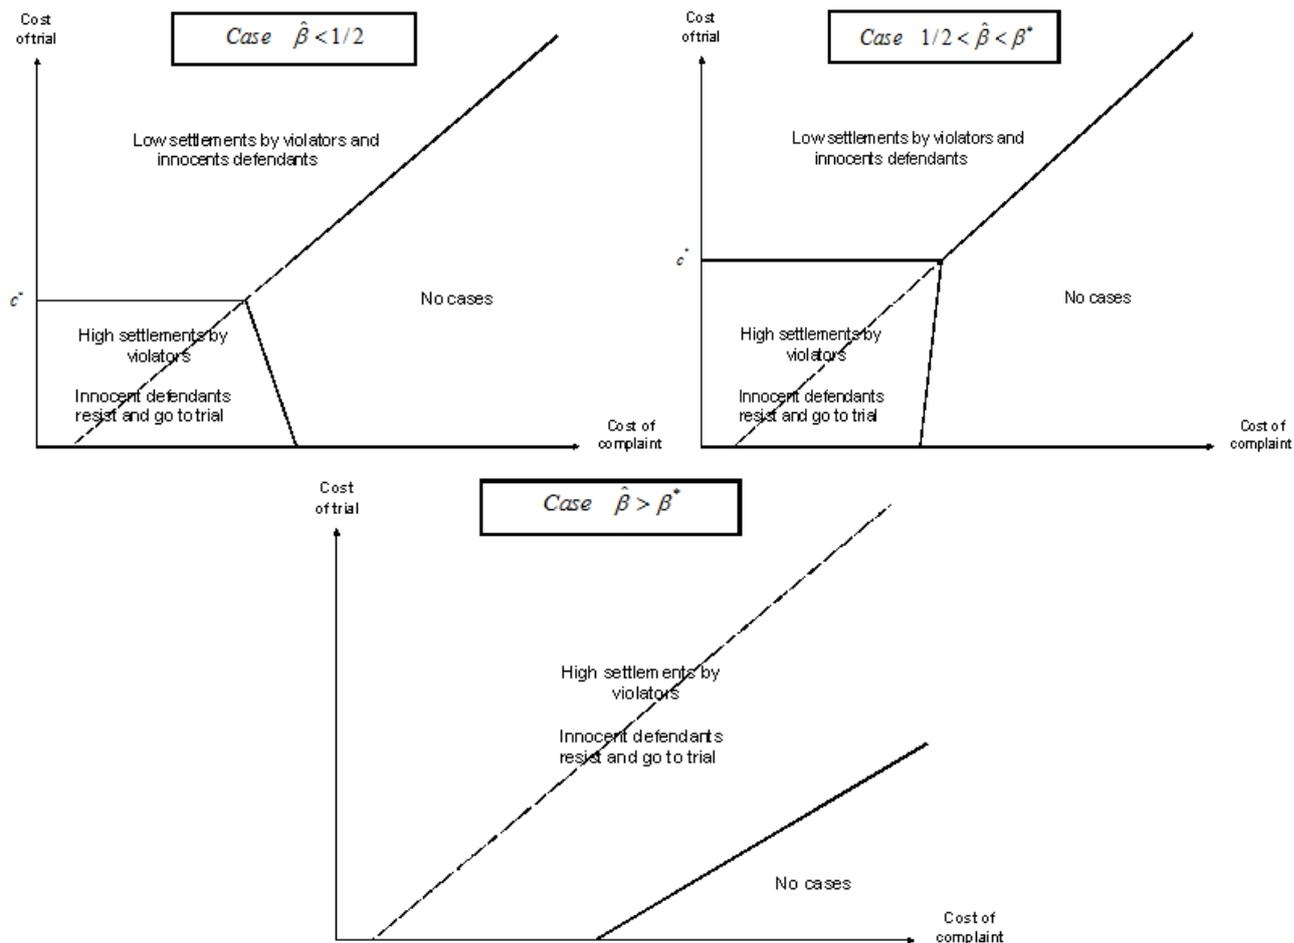 Cost
of trial
Case β̂ < 1/2
Low settlements by violators and
innocents defendants
c*
No cases
High settlements by
violators
Innocent defendants
resist and go to trial
Cost of
complaint
Cost
of trial
Case 1/2 < β̂ < β*
Low settlements by violators and
innocents defendants
c*
No cases
High settlements by
violators
Innocent defendants
resist and go to trial
Cost of
complaint
Cost
of trial
Case β̂ > β*
High settlements by
violators
Innocent defendants
resist and go to trial
No cases
Cost of
complaint